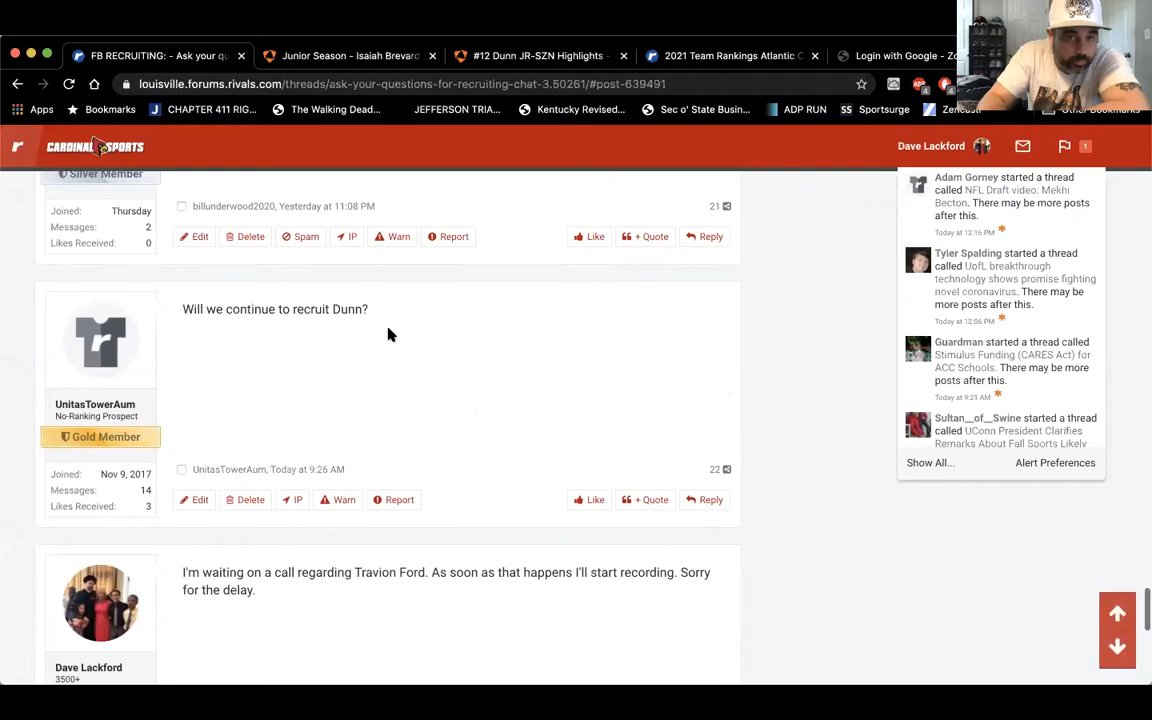 FB RECRUITING: - Ask your qu
Junior Season - Isaiah Brevard
#12 Dunn JR-SZN Highlights -
2021 Team Rankings Atlantic C
Login with Google - Ze
louisville.forums.rivals.com/threads/ask-your-questions-for-recruiting-chat-3.50261/#post-639491
Apps
Bookmarks
CHAPTER 411 RIG...
The Walking Dead...
JEFFERSON TRIA...
Kentucky Revised...
Sec o' State Busin...
ADP RUN
SS Sportsurge
Zencast
Other Bookmarks
r CARDINAL SPORTS
Dave Lackford
1
Silver Member
Joined: Thursday
Messages: 2
Likes Received: 0
billunderwood2020, Yesterday at 11:08 PM
21
Edit Delete Spam IP Warn Report
Like + Quote Reply
Will we continue to recruit Dunn?
UnitasTowerAum
No-Ranking Prospect
Gold Member
Joined: Nov 9, 2017
Messages: 14
Likes Received: 3
UnitasTowerAum, Today at 9:26 AM
22
Edit Delete IP Warn Report
Like + Quote Reply
I'm waiting on a call regarding Travion Ford. As soon as that happens I'll start recording. Sorry
for the delay.
Dave Lackford
3500+
Adam Gorney started a thread
called NFL Draft video: Mekhi
Becton. There may be more posts
after this.
Today at 12:16 PM
Tyler Spalding started a thread
called UofL breakthrough
technology shows promise fighting
novel coronavirus. There may be
more posts after this.
Today at 12:06 PM
Guardman started a thread called
Stimulus Funding (CARES Act) for
ACC Schools. There may be more
posts after this.
Today at 9:21 AM
Sultan__of__Swine started a thread
called UConn President Clarifies
Remarks About Fall Sports Likely
Show All...
Alert Preferences